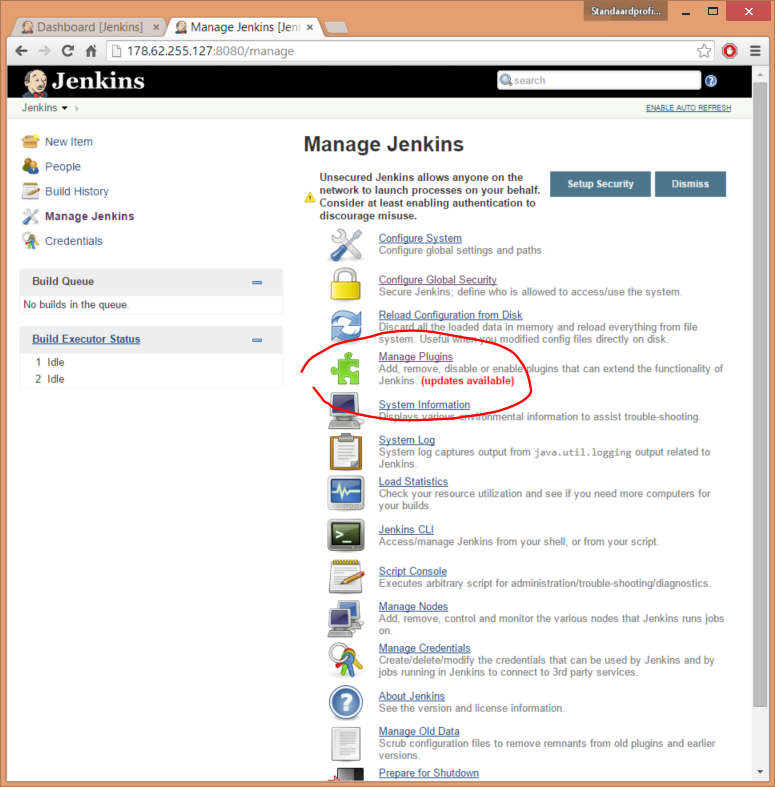 Standaardprofi...
Dashboard [Jenkins]
Manage Jenkins [Jen
178.62.255.127:8080/manage
Jenkins
search
Jenkins
ENABLE AUTO REFRESH
New Item
People
Build History
Manage Jenkins
Credentials
Build Queue
No builds in the queue.
Build Executor Status
1 Idle
2 Idle
Manage Jenkins
Unsecured Jenkins allows anyone on the
network to launch processes on your behalf.
Consider at least enabling authentication to
discourage misuse.
Setup Security
Dismiss
Configure System
Configure global settings and paths.
Configure Global Security
Secure Jenkins; define who is allowed to access/use the system.
Reload Configuration from Disk
Discard all the loaded data in memory and reload everything from file
system. Useful when you modified config files directly on disk.
Manage Plugins
Add, remove, disable or enable plugins that can extend the functionality of
Jenkins. (updates available)
System Information
Displays various environmental information to assist trouble-shooting.
System Log
System log captures output from java.util.logging output related to
Jenkins.
Load Statistics
Check your resource utilization and see if you need more computers for
your builds.
Jenkins CLI
Access/manage Jenkins from your shell, or from your script.
Script Console
Executes arbitrary script for administration/trouble-shooting/diagnostics.
Manage Nodes
Add, remove, control and monitor the various nodes that Jenkins runs jobs
on.
Manage Credentials
Create/delete/modify the credentials that can be used by Jenkins and by
jobs running in Jenkins to connect to 3rd party services.
About Jenkins
See the version and license information.
Manage Old Data
Scrub configuration files to remove remnants from old plugins and earlier
versions.
Prepare for Shutdown